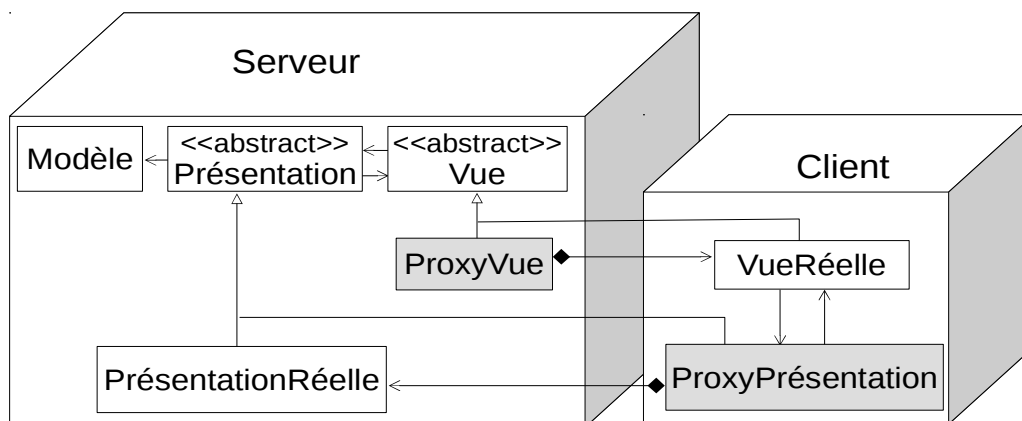 Serveur
Modèle
<<abstract>>
Présentation
<<abstract>>
Vue
Client
ProxyVue
VueRéelle
PrésentationRéelle
ProxyPrésentation